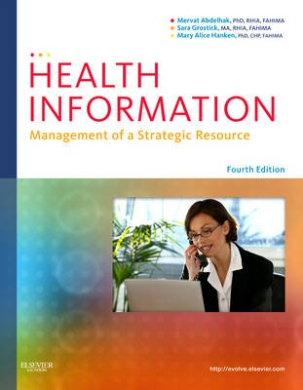 Mervat Abdelhak, PhD, RHIA, FAHIMA
Sara Grostick, MA, RHIA, FAHIMA
Mary Alice Hanken, PhD, CHP, FAHIMA
HEALTH
INFORMATION
Management of a Strategic Resource
Fourth Edition
ELSEVIER
SAUNDERS
http://evolve.elsevier.com